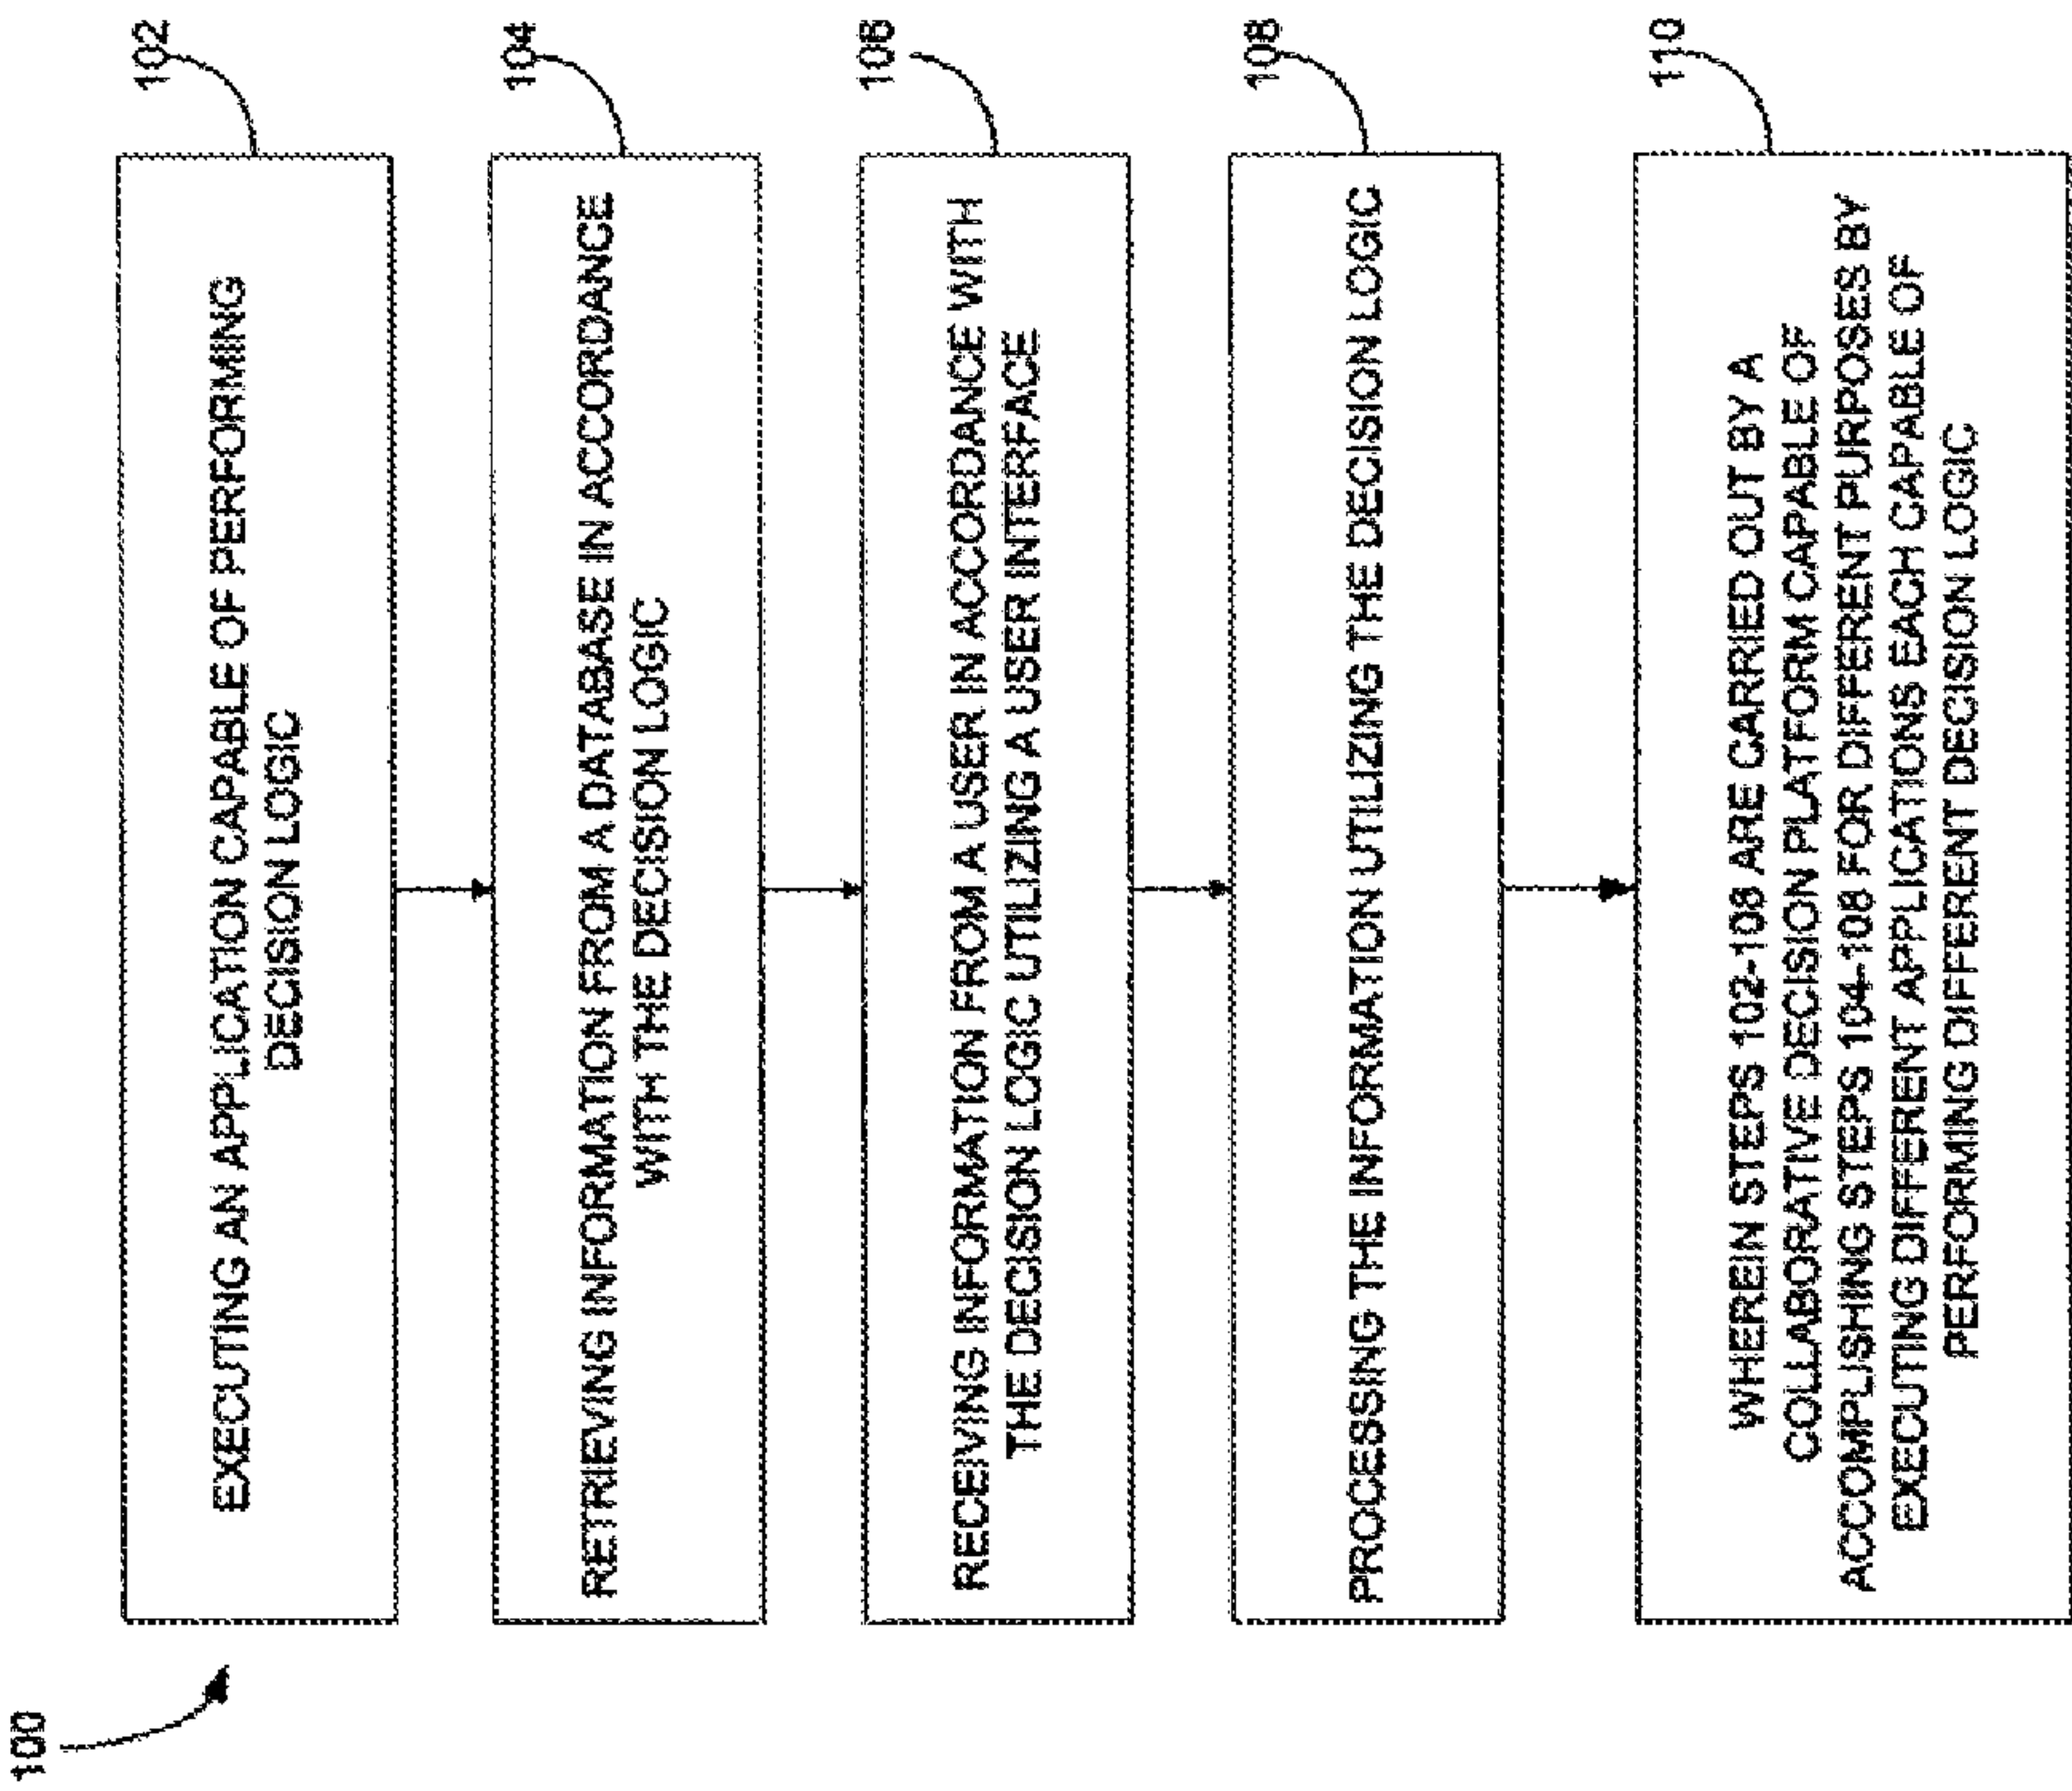 100
102
EXECUTING AN APPLICATION CAPABLE OF PERFORMING
DECISION LOGIC
104
RETRIEVING INFORMATION FROM A DATABASE IN ACCORDANCE
WITH THE DECISION LOGIC
106
RECEIVING INFORMATION FROM A USER IN ACCORDANCE WITH
THE DECISION LOGIC UTILIZING A USER INTERFACE
108
PROCESSING THE INFORMATION UTILIZING THE DECISION LOGIC
110
WHEREIN STEPS 102-108 ARE CARRIED OUT BY A
COLLABORATIVE DECISION PLATFORM CAPABLE OF
ACCOMPLISHING STEPS 104-108 FOR DIFFERENT PURPOSES BY
EXECUTING DIFFERENT APPLICATIONS EACH CAPABLE OF
PERFORMING DIFFERENT DECISION LOGIC